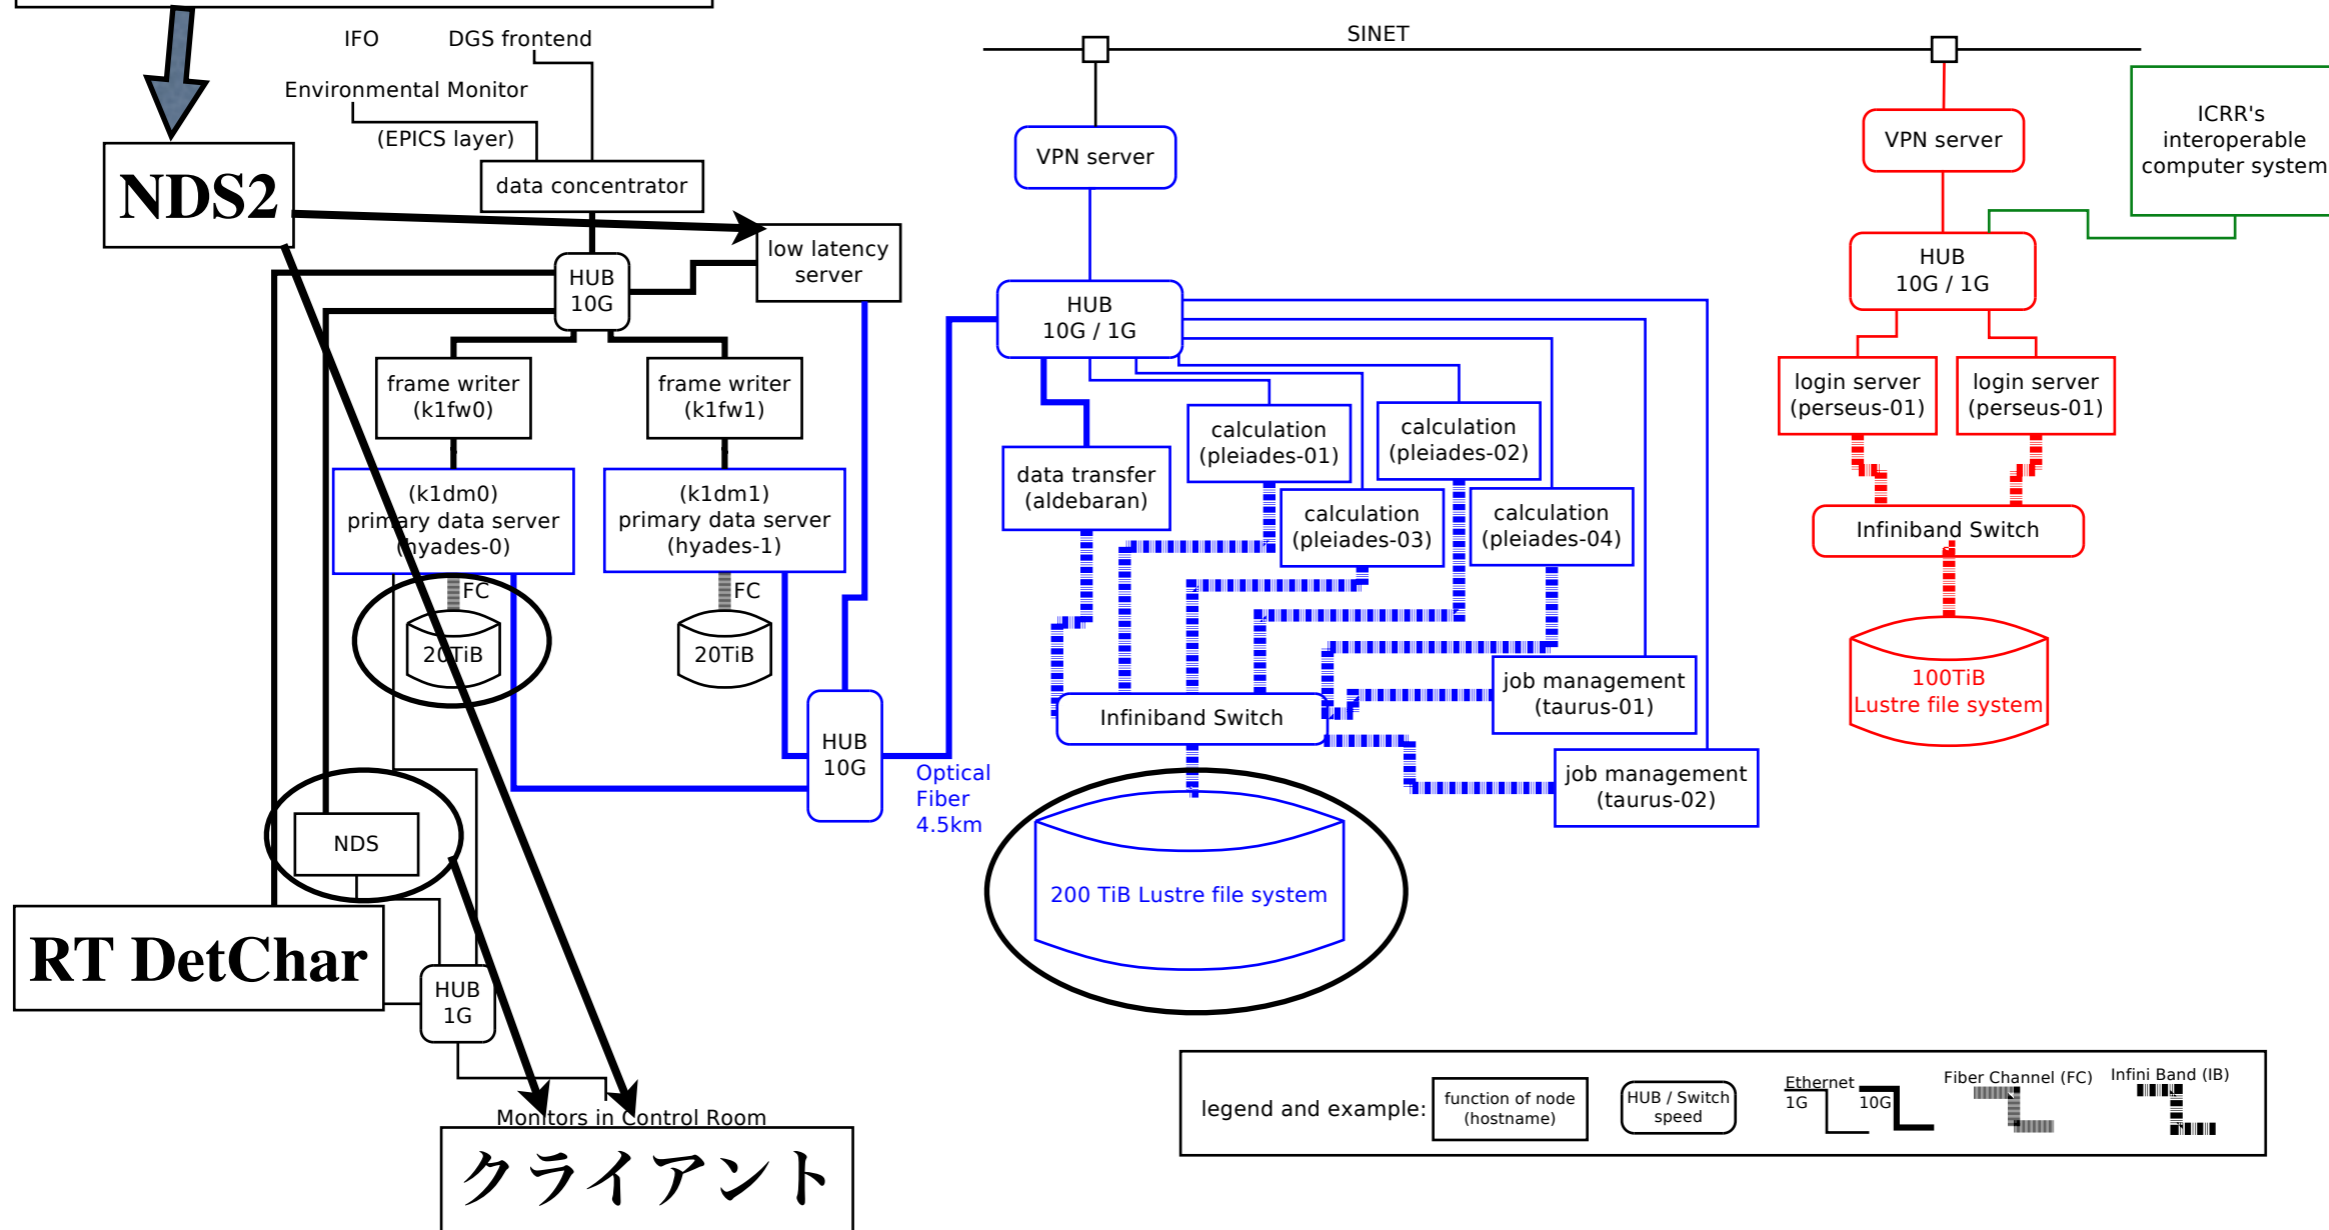 IFO
DGS frontend
Environmental Monitor
(EPICS layer)
NDS2
data concentrator
low latency
server
HUB
10G
frame writer
(k1fw0)
frame writer
(k1fw1)
(k1dm0)
primary data server
(hyades-0)
(k1dm1)
primary data server
(hyades-1)
FC
FC
20TiB
20TiB
HUB
10G
Optical
Fiber
4.5km
NDS
RT DetChar
HUB
1G
Monitors in Control Room
クライアント
SINET
VPN server
HUB
10G / 1G
data transfer
(aldebaran)
calculation
(pleiades-01)
calculation
(pleiades-02)
calculation
(pleiades-03)
calculation
(pleiades-04)
Infiniband Switch
job management
(taurus-01)
job management
(taurus-02)
200 TiB Lustre file system
VPN server
ICRR's
interoperable
computer system
HUB
10G / 1G
login server
(perseus-01)
login server
(perseus-01)
Infiniband Switch
100TiB
Lustre file system
legend and example:
function of node
(hostname)
HUB / Switch
speed
Ethernet
1G
10G
Fiber Channel (FC)
Infini Band (IB)